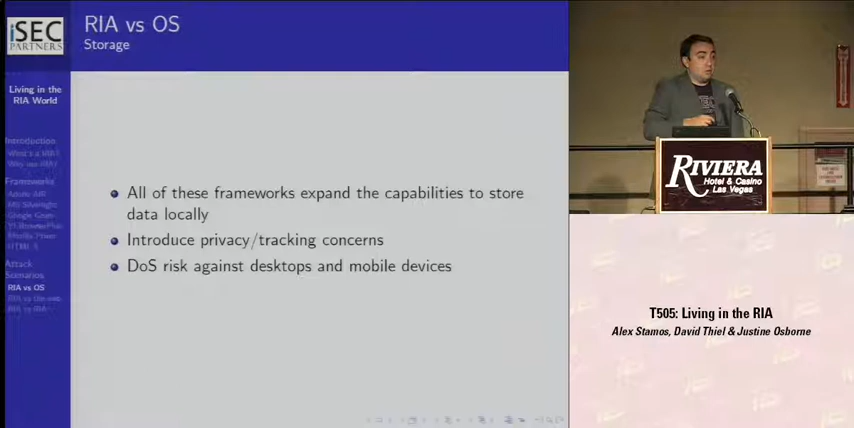 iSEC
PARTNERS
RIA vs OS
Storage
Living in the
RIA World
Introduction
What's a RIA?
Why use RIA?
Frameworks
Adobe AIR
MS Silverlight
Google Gears
Mozilla Prism
HTML 5
Attack
Scenarios
RIA vs OS
RIA vs the web
RIA vs RIA
All of these frameworks expand the capabilities to store
data locally
Introduce privacy/tracking concerns
DoS risk against desktops and mobile devices
RIVIERA
Hotel & Casino
Las Vegas
T505: Living in the RIA
Alex Stamos, David Thiel & Justine Osborne